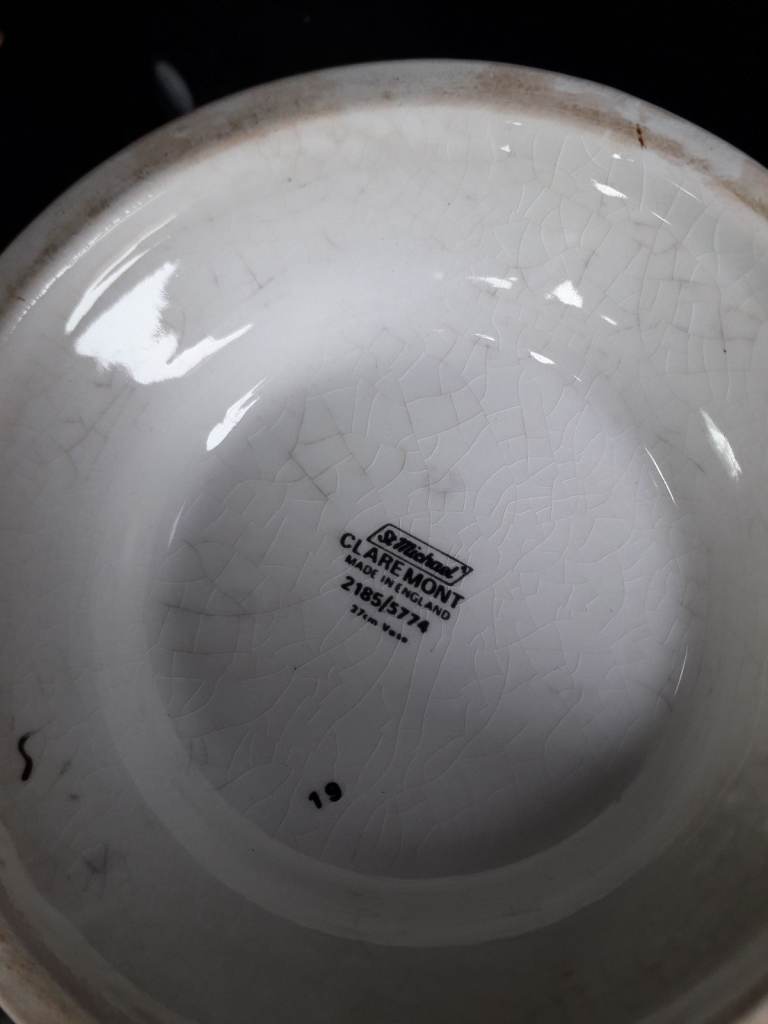 St Michael®
CLAREMONT
MADE IN ENGLAND
2185/5774
27cm Vase
19